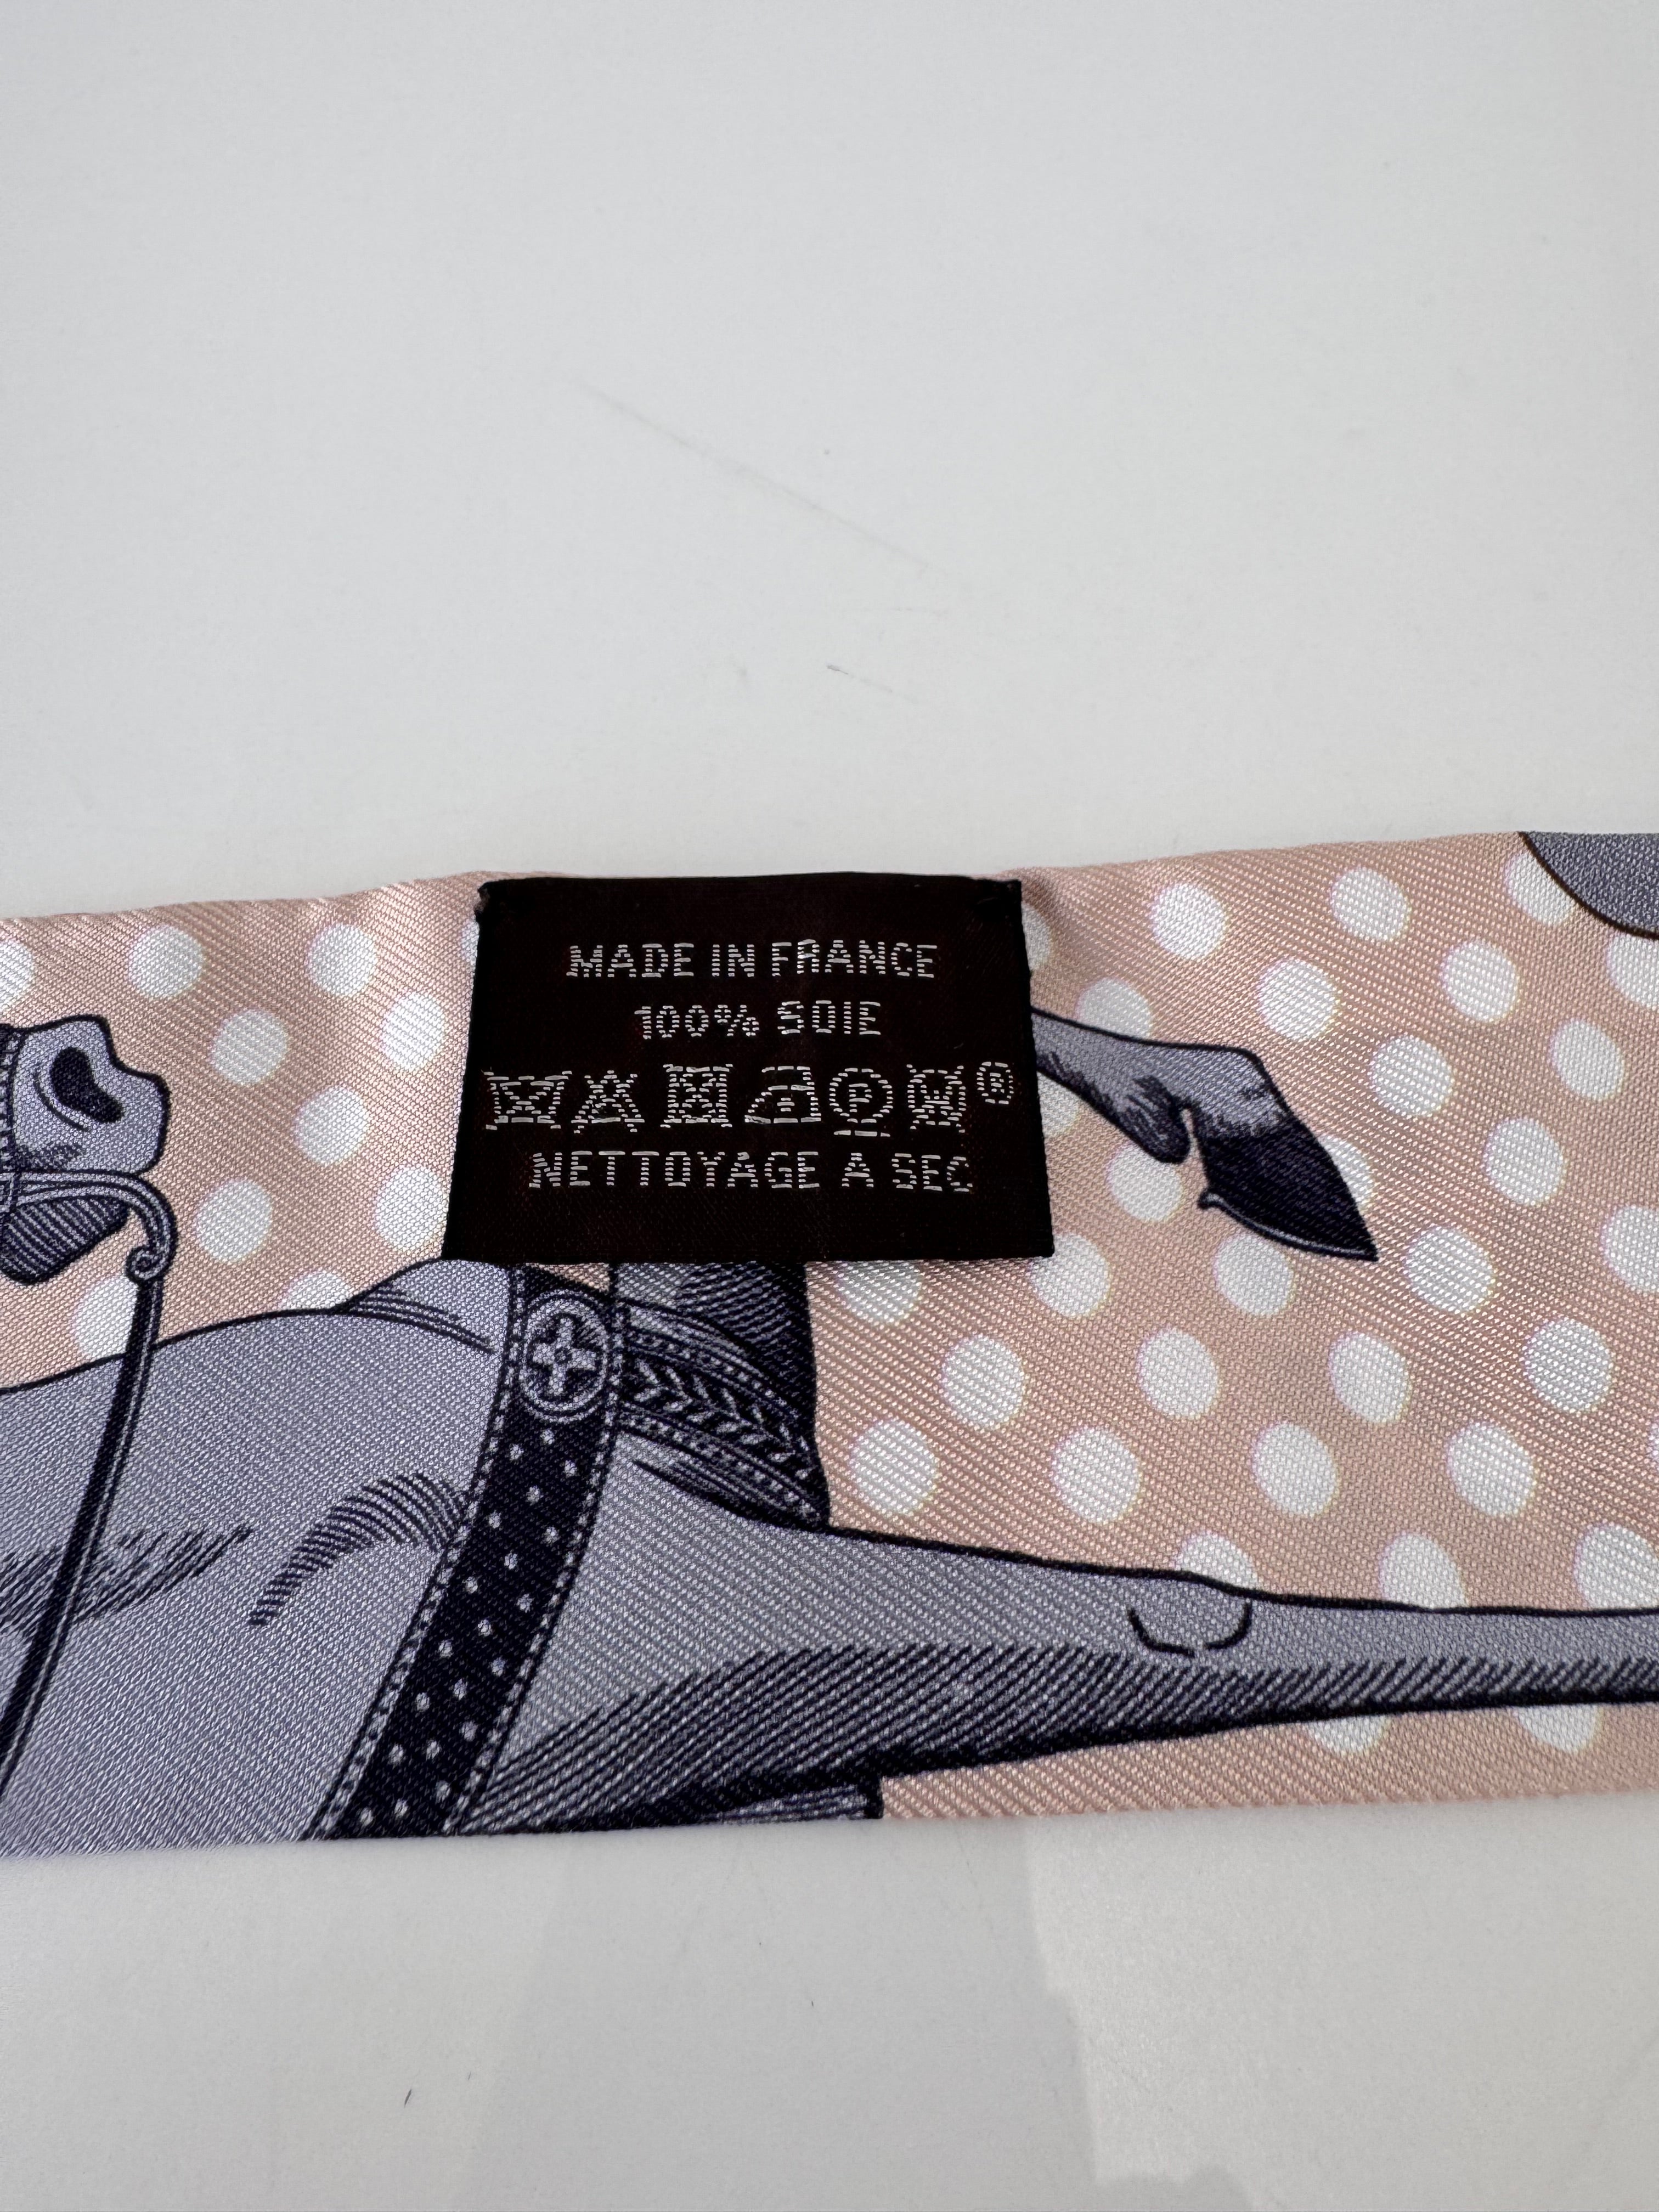 MADE IN FRANCE
100% SOIE
P ®
NETTOYAGE A SEC